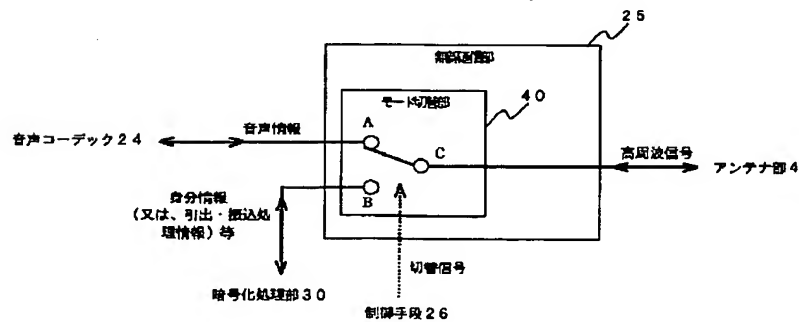 25
無線通信部
40
モード切替部
A
音声情報
音声コーデック24
C
高周波信号
アンテナ部4
B
身分情報
(又は、引出・振込処
理情報)等
切替信号
暗号化処理部30
制御手段26